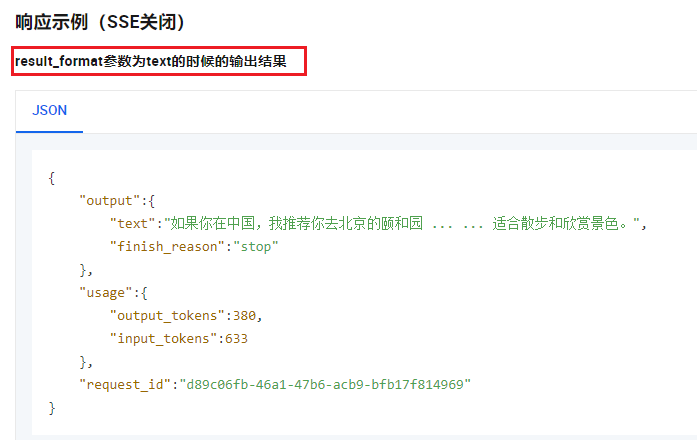 响应示例（SSE关闭）
result_format参数为text的时候的输出结果
JSON
{
"output":{
"text":"如果你在中国，我推荐你去北京的颐和园 ... ... 适合散步和欣赏景色。",
"finish_reason":"stop"
},
"usage":{
"output_tokens":380,
"input_tokens":633
},
"request_id":"d89c06fb-46a1-47b6-acb9-bfb17f814969"
}